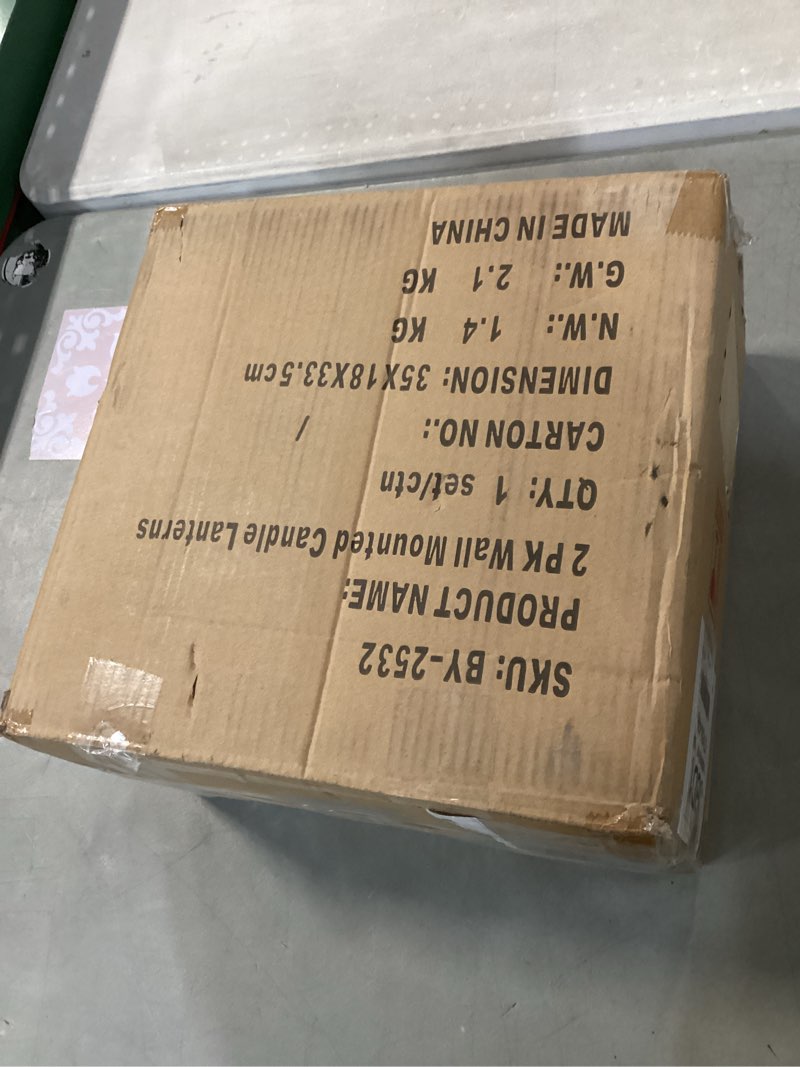 SKU: BY-2532
PRODUCT NAME:
2 PK Wall Mounted Candle Lanterns
QTY: 1 set/ctn
CARTON NO.: /
DIMENSION: 35X18X33.5cm
N.W.: 1.4 KG
G.W.: 2.1 KG
MADE IN CHINA